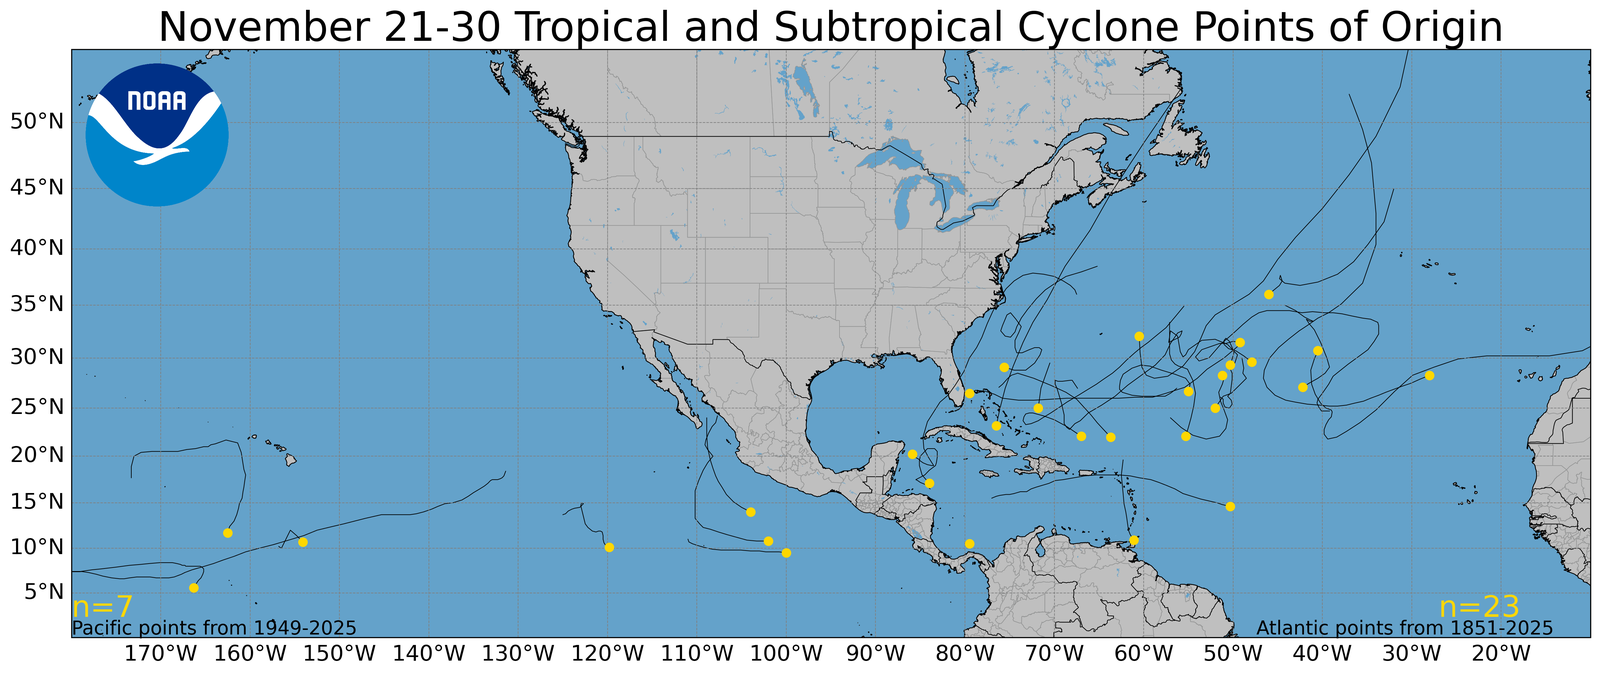 November 21-30 Tropical and Subtropical Cyclone Points of Origin
NOAA
50°N
45°N
40°N
35°N
30°N
25°N
20°N
15°N
10°N
5°N
n=7
n=23
Pacific points from 1949-2025
Atlantic points from 1851-2025
170°W 160°W 150°W 140°W 130°W 120°W 110°W 100°W 90°W 80°W 70°W 60°W 50°W 40°W 30°W 20°W